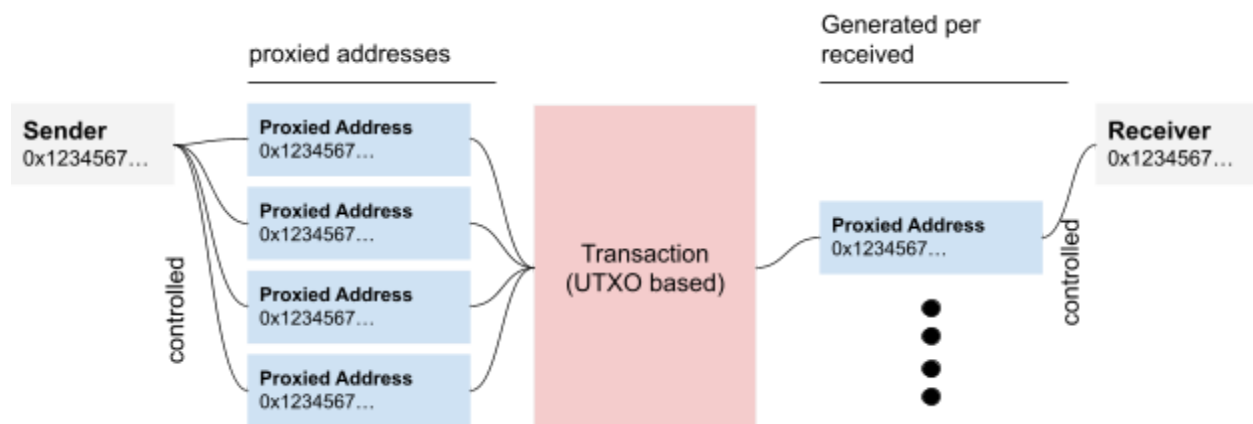 proxied addresses
Generated per
received
Sender
0x1234567…
Proxied Address
0x1234567…
Proxied Address
0x1234567…
Proxied Address
0x1234567…
Proxied Address
0x1234567…
controlled
Transaction
(UTXO based)
Proxied Address
0x1234567…
controlled
Receiver
0x1234567…